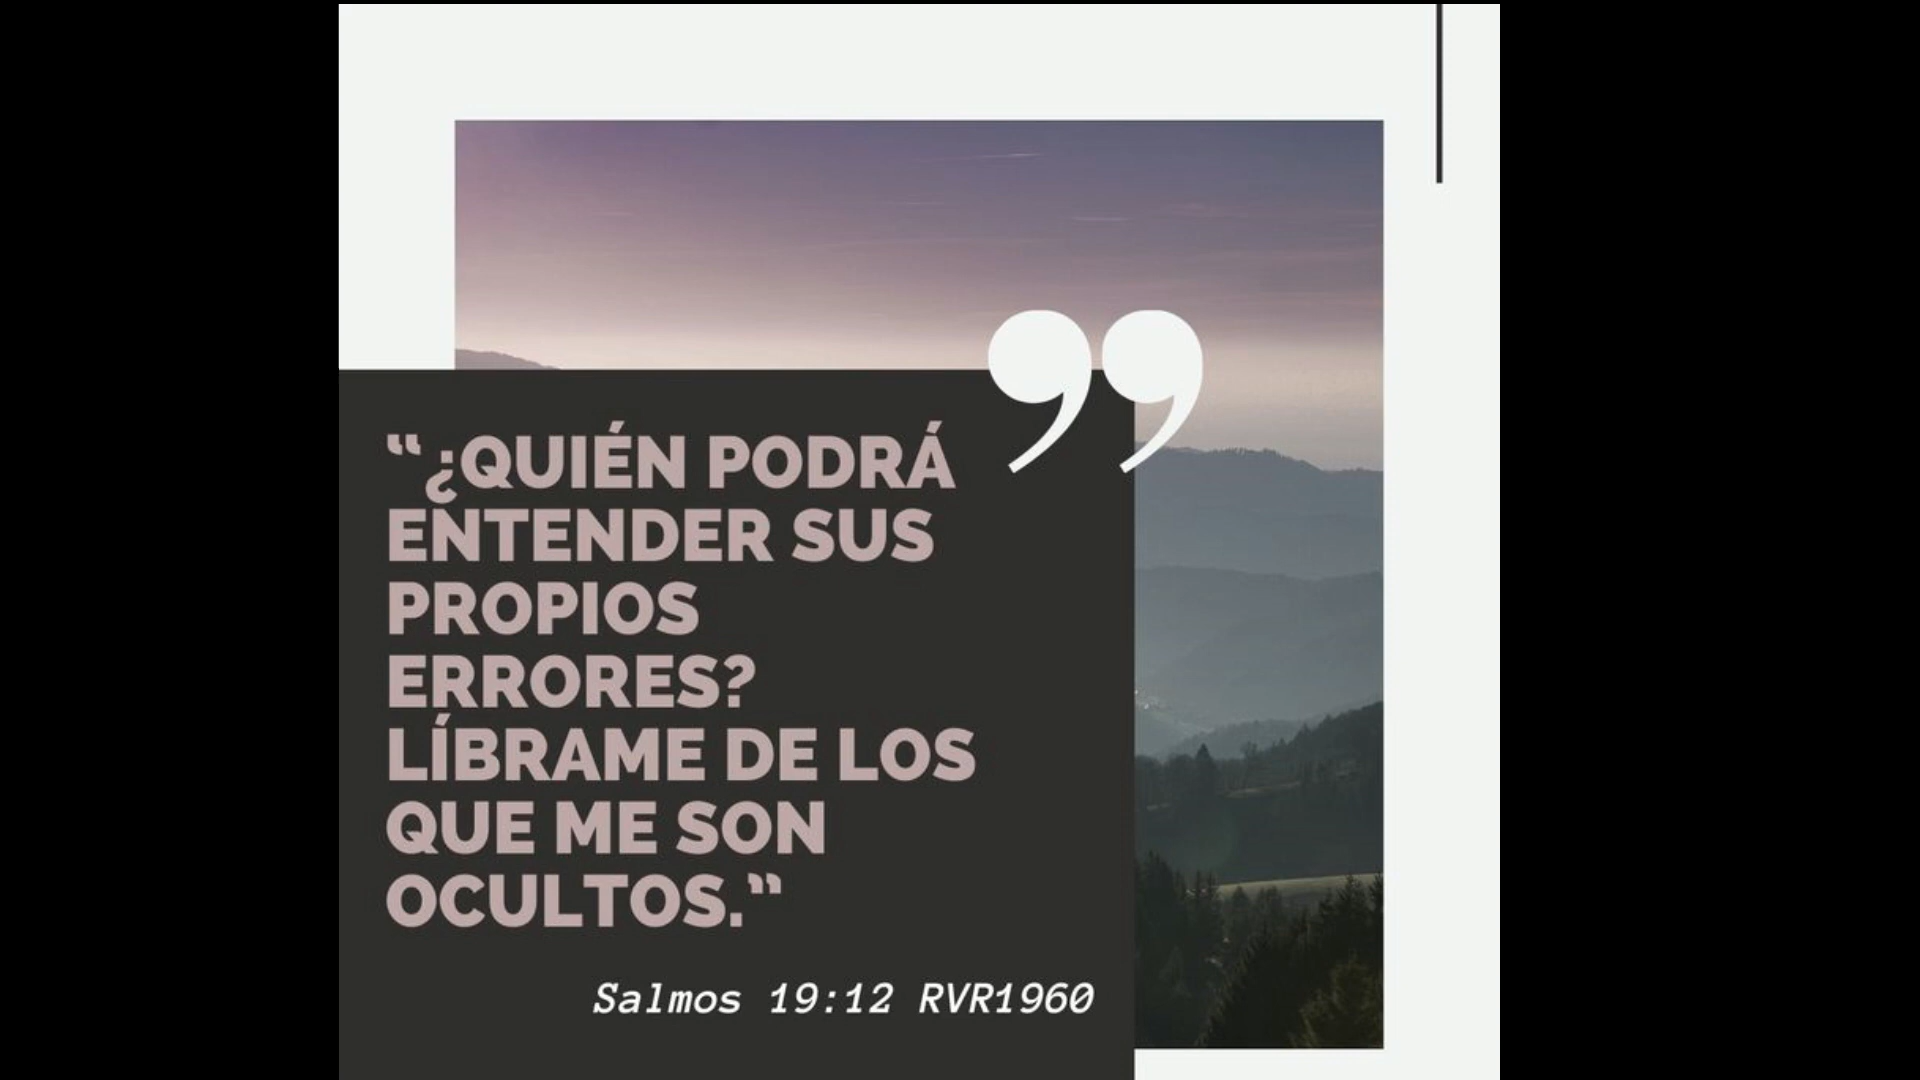 “¿QUIÉN PODRÁ
ENTENDER SUS
PROPIOS
ERRORES?
LÍBRAME DE LOS
QUE ME SON
OCULTOS.”
Salmos 19:12 RVR1960